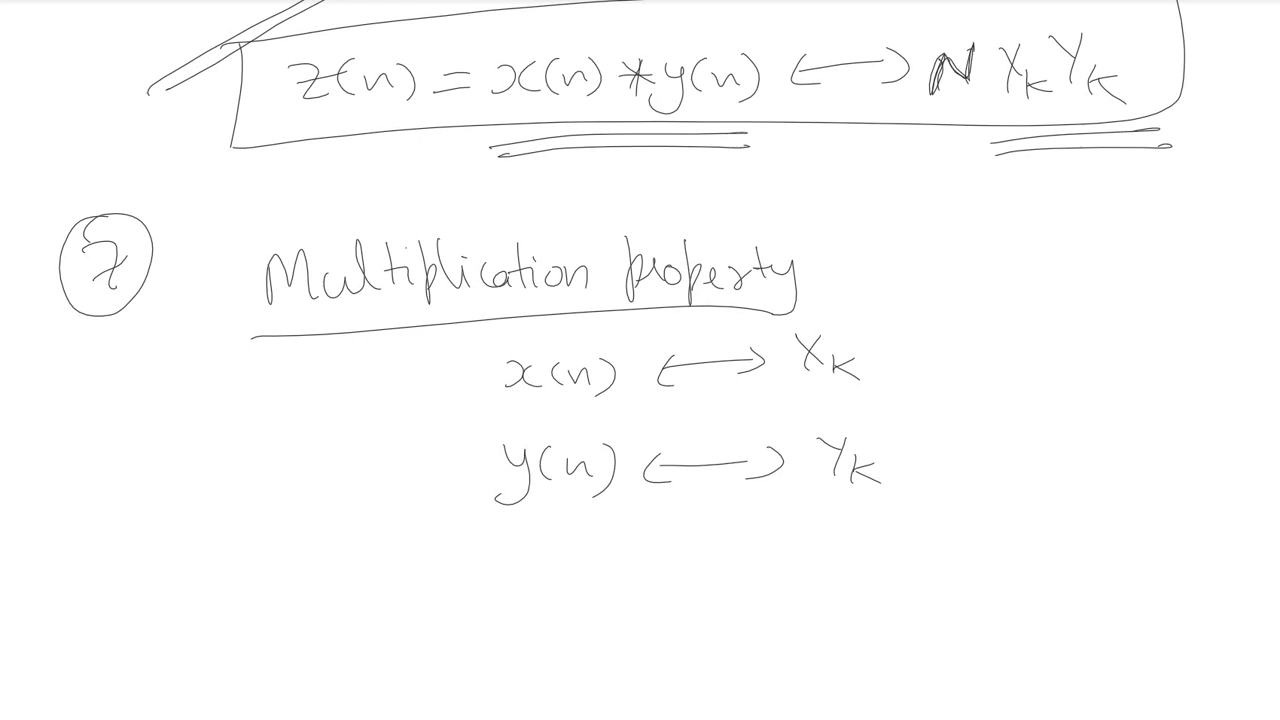 z(n) = x(n) * y(n) ⟷ N X_K Y_K
7
Multiplication property
x(n) ⟷ X_K
y(n) ⟷ Y_K